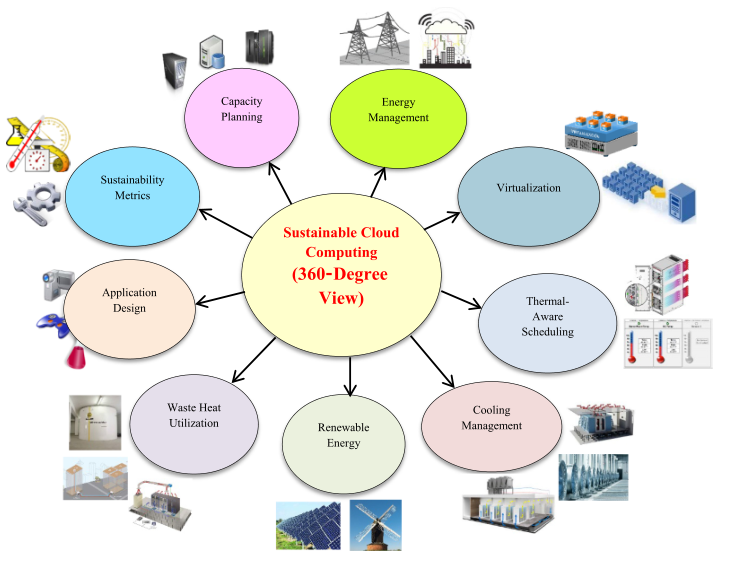 Capacity
Planning
Energy
Management
Sustainability
Metrics
Virtualization
Sustainable Cloud
Computing
(360-Degree
View)
Application
Design
Thermal-
Aware
Scheduling
Waste Heat
Utilization
Renewable
Energy
Cooling
Management